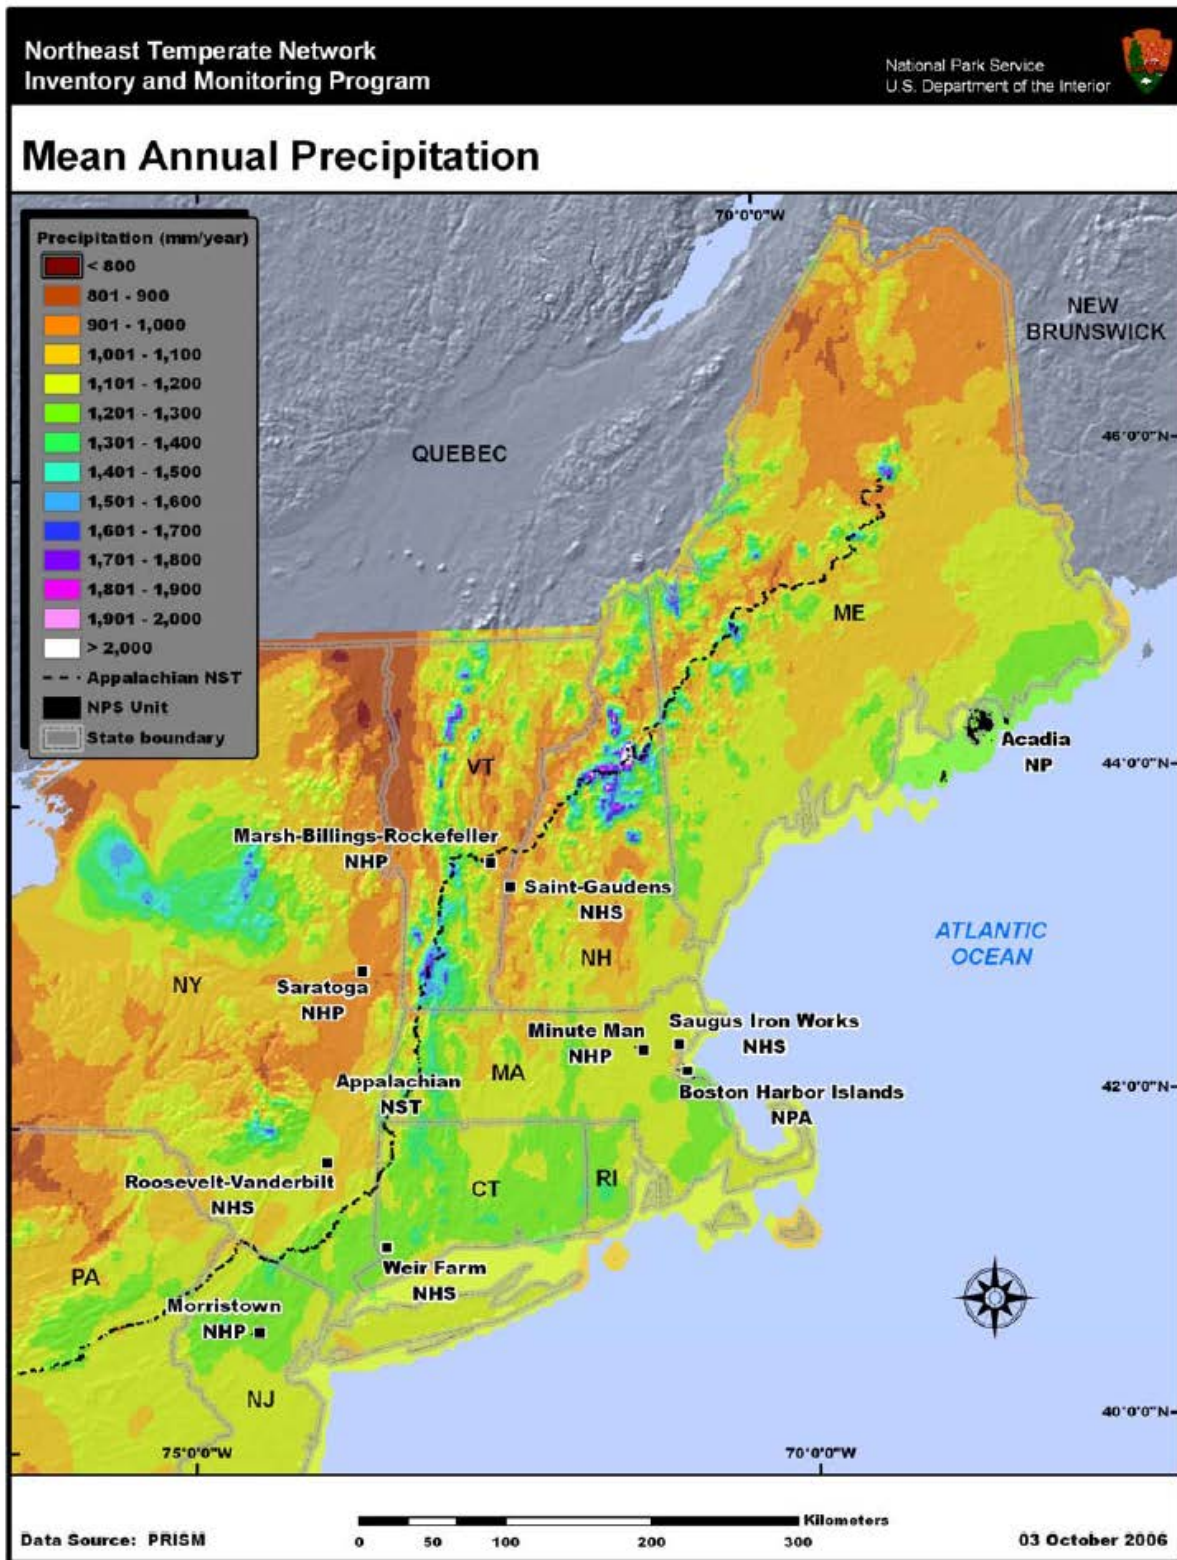 Northeast Temperate Network
Inventory and Monitoring Program
National Park Service
U.S. Department of the Interior
Mean Annual Precipitation
Precipitation (mm/year)
< 800
801 - 900
901 - 1,000
1,001 - 1,100
1,101 - 1,200
1,201 - 1,300
1,301 - 1,400
1,401 - 1,500
1,501 - 1,600
1,601 - 1,700
1,701 - 1,800
1,801 - 1,900
1,901 - 2,000
> 2,000
Appalachian NST
NPS Unit
State boundary
70°0'0"W
NEW
BRUNSWICK
46°0'0"N
QUEBEC
ME
Acadia
NP
44°0'0"N
VT
Marsh-Billings-Rockefeller
NHP
Saint-Gaudens
NHS
ATLANTIC
OCEAN
NH
NY
Saratoga
NHP
Saugus Iron Works
NHS
Minute Man
NHP
MA
Appalachian
NST
42°0'0"N
Boston Harbor Islands
NPA
Roosevelt-Vanderbilt
NHS
CT
RI
Weir Farm
NHS
PA
Morristown
NHP
NJ
40°0'0"N
75°0'0"W
70°0'0"W
Kilometers
0 50 100 200 300
Data Source: PRISM
03 October 2006